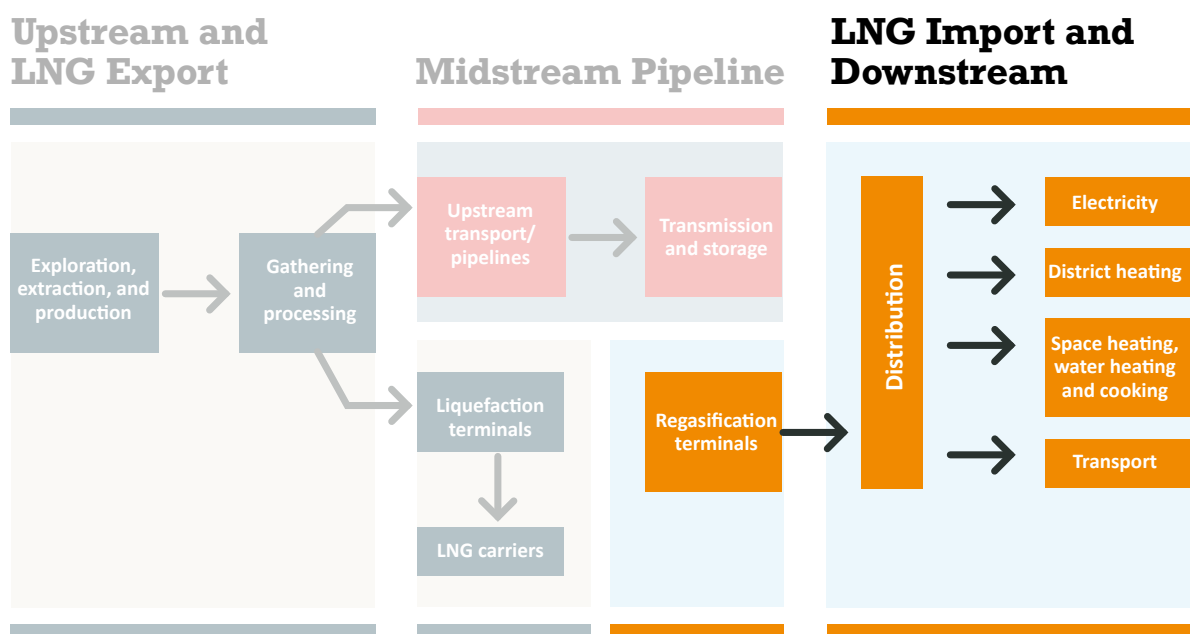 Upstream and
LNG Export
Midstream Pipeline
LNG Import and
Downstream
Exploration,
extraction, and
production
Gathering
and
processing
Upstream
transport/
pipelines
Transmission
and storage
Liquefaction
terminals
LNG carriers
Regasification
terminals
Distribution
Electricity
District heating
Space heating,
water heating
and cooking
Transport